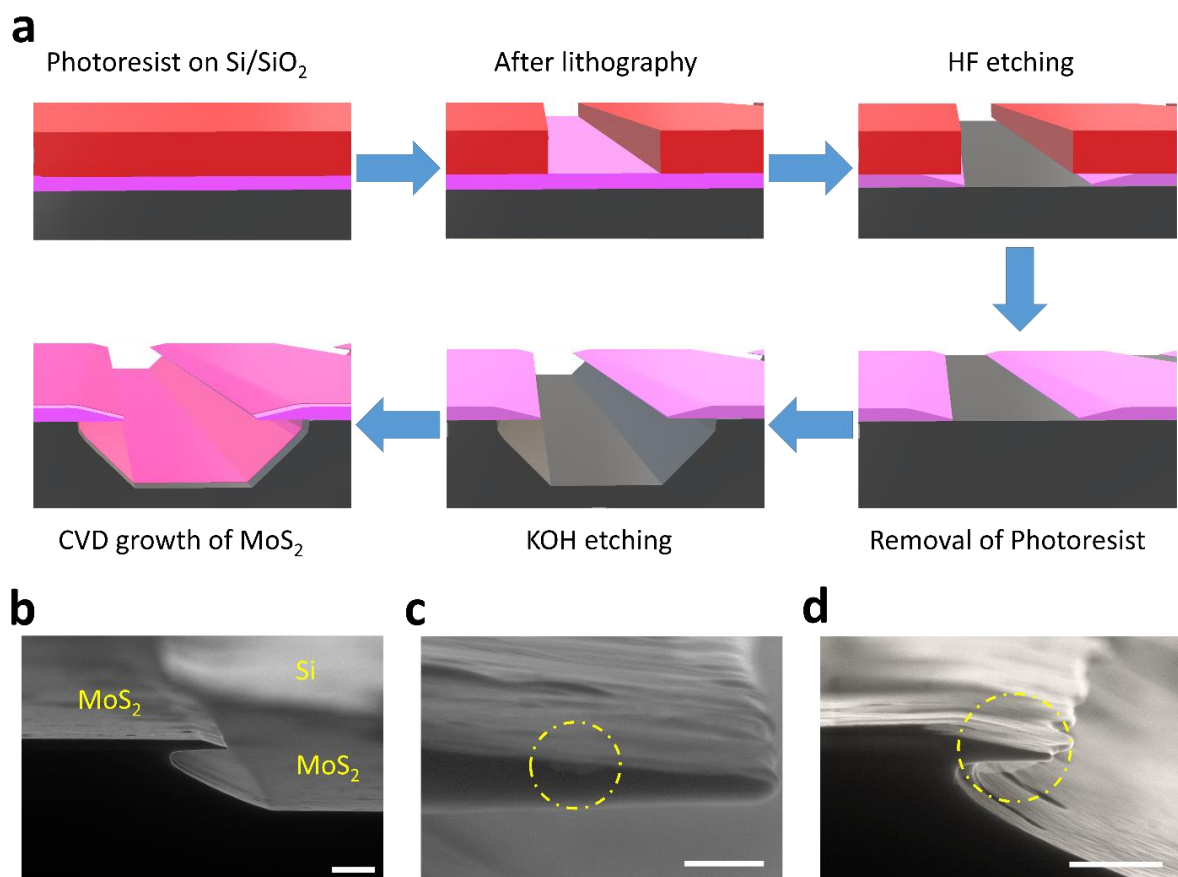 a
Photoresist on Si/SiO₂
After lithography
HF etching
CVD growth of MoS₂
KOH etching
Removal of Photoresist
b
c
d
Si
MoS₂
MoS₂